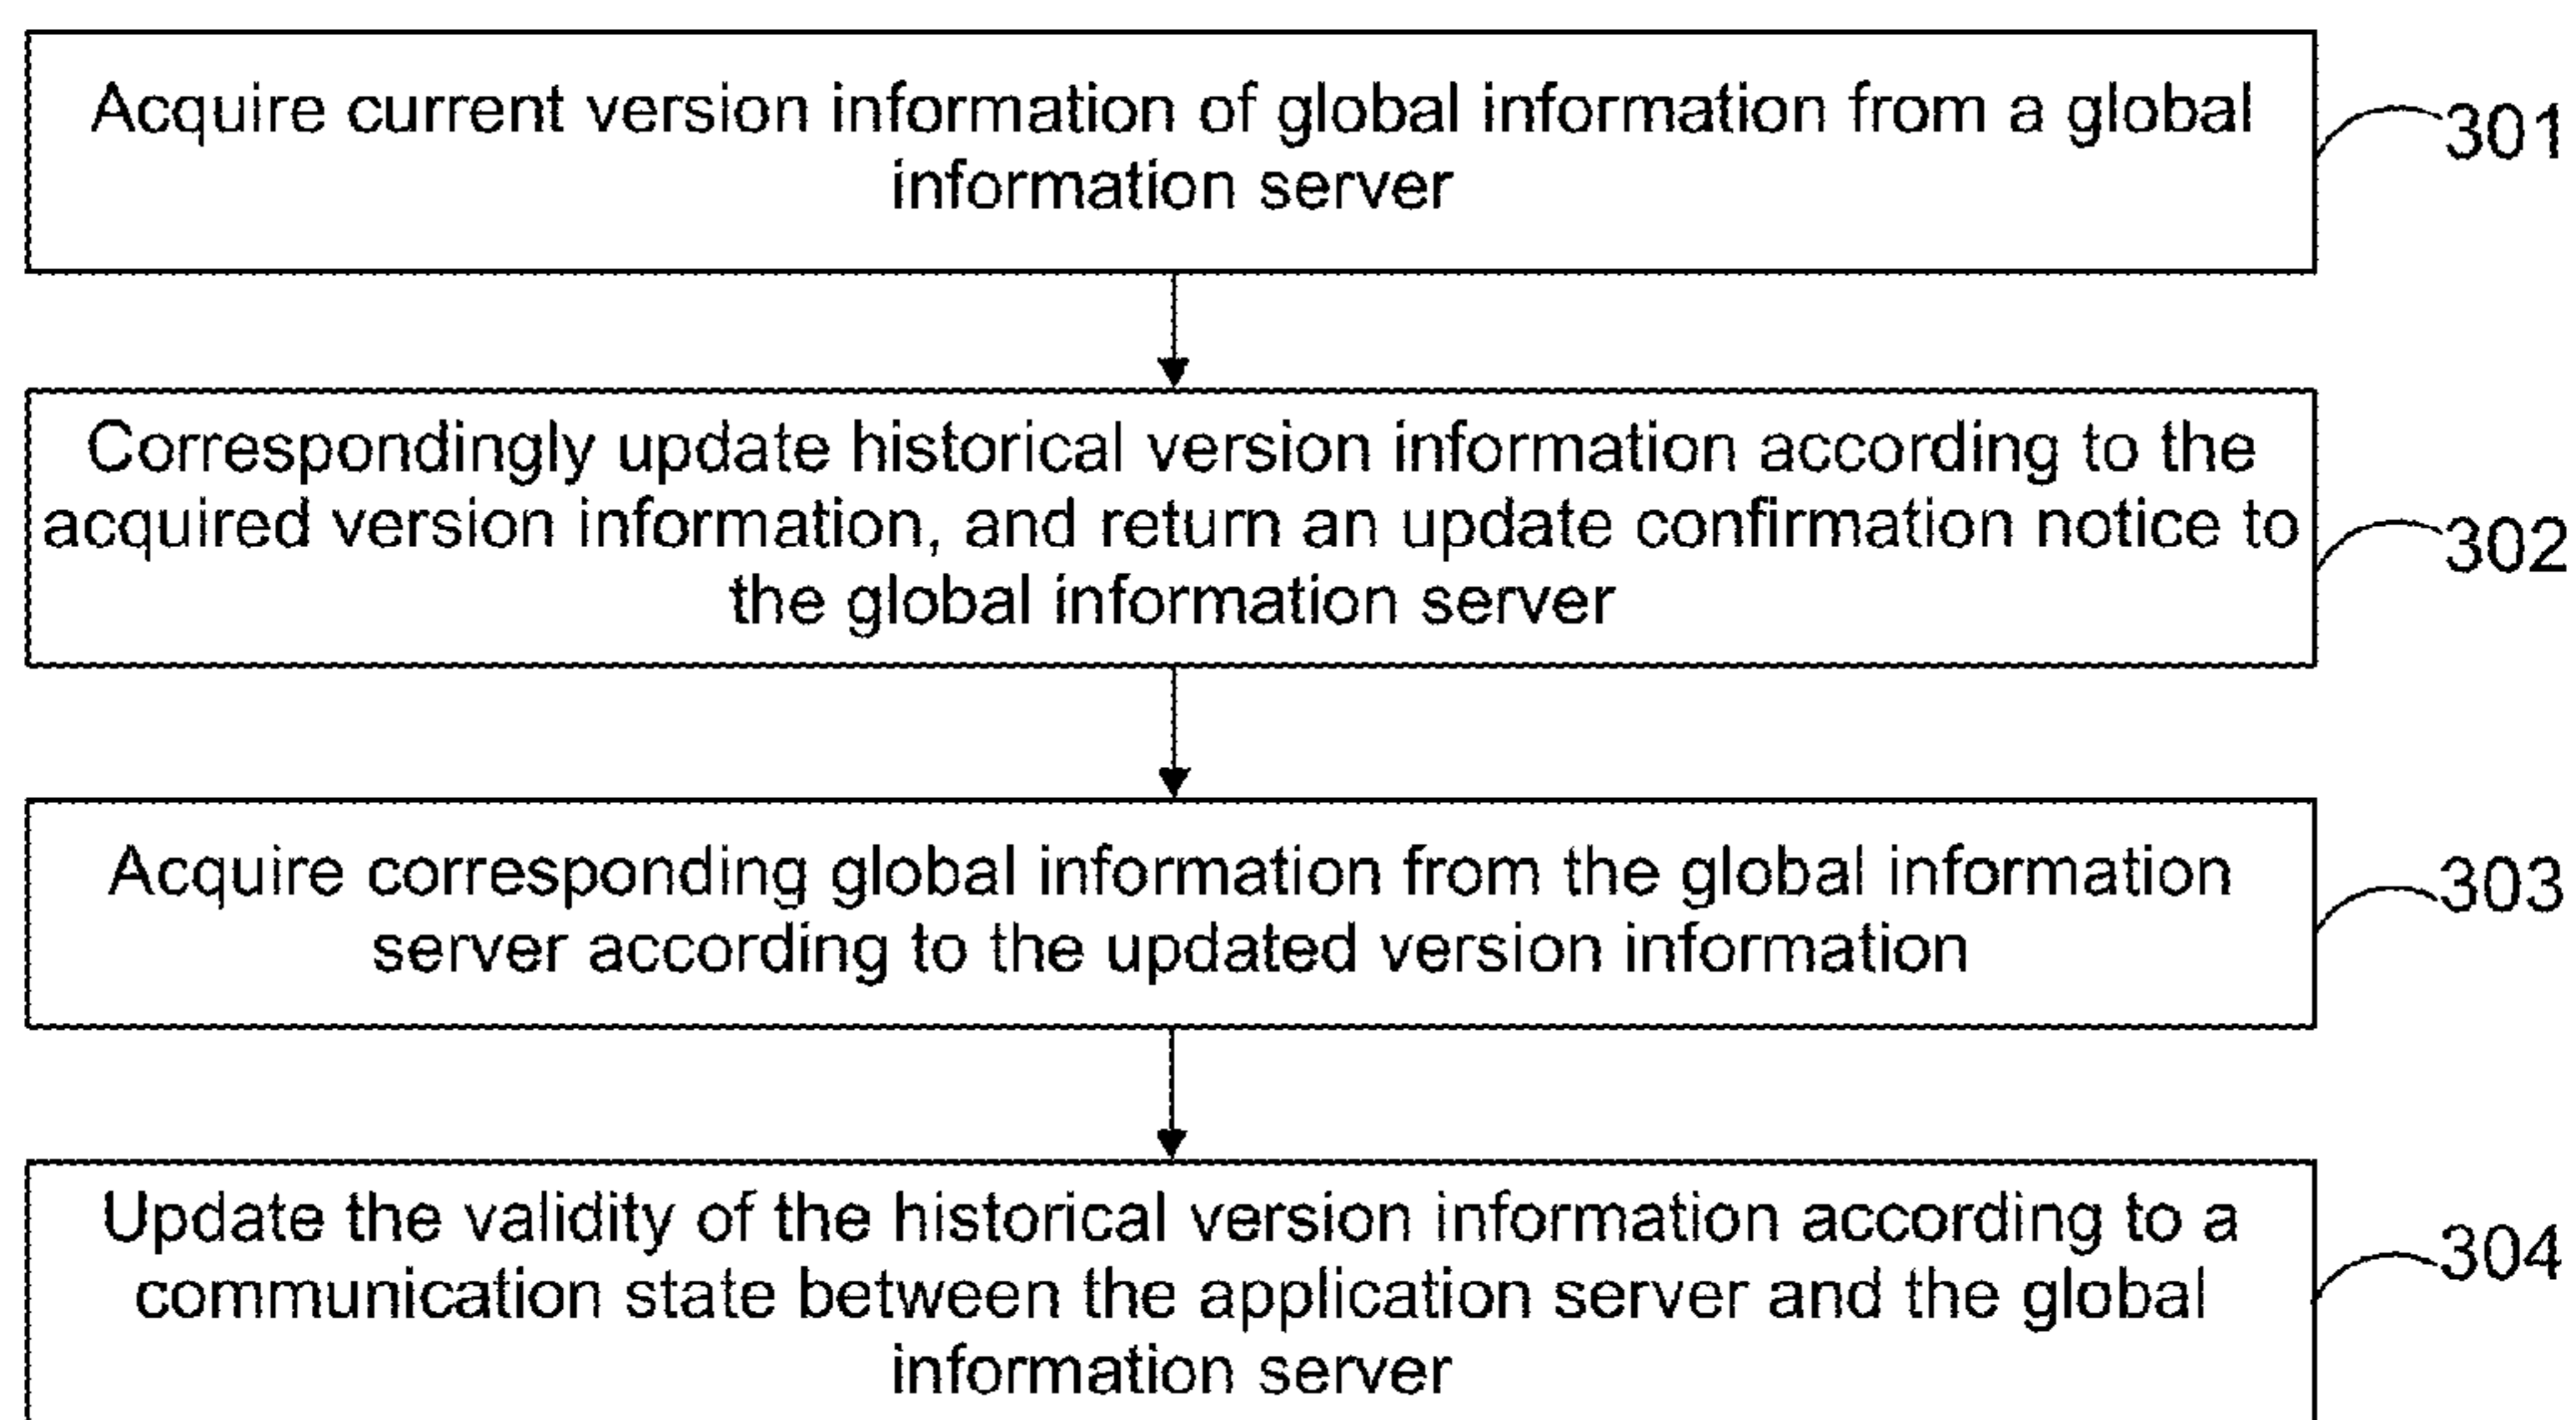 Acquire current version information of global information from a global
information server
301
Correspondingly update historical version information according to the
acquired version information, and return an update confirmation notice to
the global information server
302
Acquire corresponding global information from the global information
server according to the updated version information
303
Update the validity of the historical version information according to a
communication state between the application server and the global
information server
304